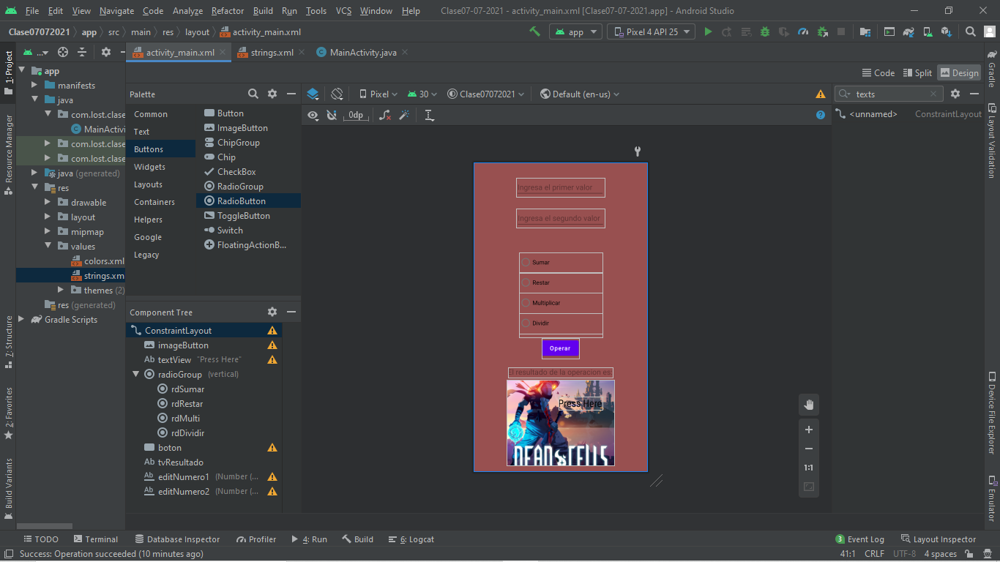 File Edit View Navigate Code Analyze Refactor Build Run Tools VCS Window Help Clase07-07-2021 - activity_main.xml [Clase07-07-2021.app] - Android Studio
Clase07072021 app src main res layout activity_main.xml app Pixel 4 API 25
... activity_main.xml strings.xml MainActivity.java
1: Project
Resource Manager
7: Structure
2: Favorites
Build Variants
app
manifests
java
com.lost.clase
MainActivi
com.lost.clase
com.lost.clase
java (generated)
res
drawable
layout
mipmap
values
colors.xml
strings.xm
themes (2)
res (generated)
Gradle Scripts
Palette
Common
Text
Buttons
Widgets
Layouts
Containers
Helpers
Google
Legacy
Button
ImageButton
ChipGroup
Chip
CheckBox
RadioGroup
RadioButton
ToggleButton
Switch
FloatingActionB...
Component Tree
ConstraintLayout
imageButton
Ab textView "Press Here"
radioGroup (vertical)
rdSumar
rdRestar
rdMulti
rdDividir
boton
Ab tvResultado
Ab editNumero1 (Number (...
Ab editNumero2 (Number (...
Code Split Design
Pixel 30 Clase07072021 Default (en-us)
0dp
Ingresa el primer valor
Ingresa el segundo valor
Sumar
Restar
Multiplicar
Dividir
Operar
El resultado de la operacion es:
Press Here
DEAD CELLS
1:1
texts
<unnamed> ConstraintLayout
Gradle
Layout Validation
Device File Explorer
Emulator
TODO Terminal Database Inspector Profiler 4: Run Build 6: Logcat 3 Event Log Layout Inspector
Success: Operation succeeded (10 minutes ago) 41:1 CRLF UTF-8 4 spaces